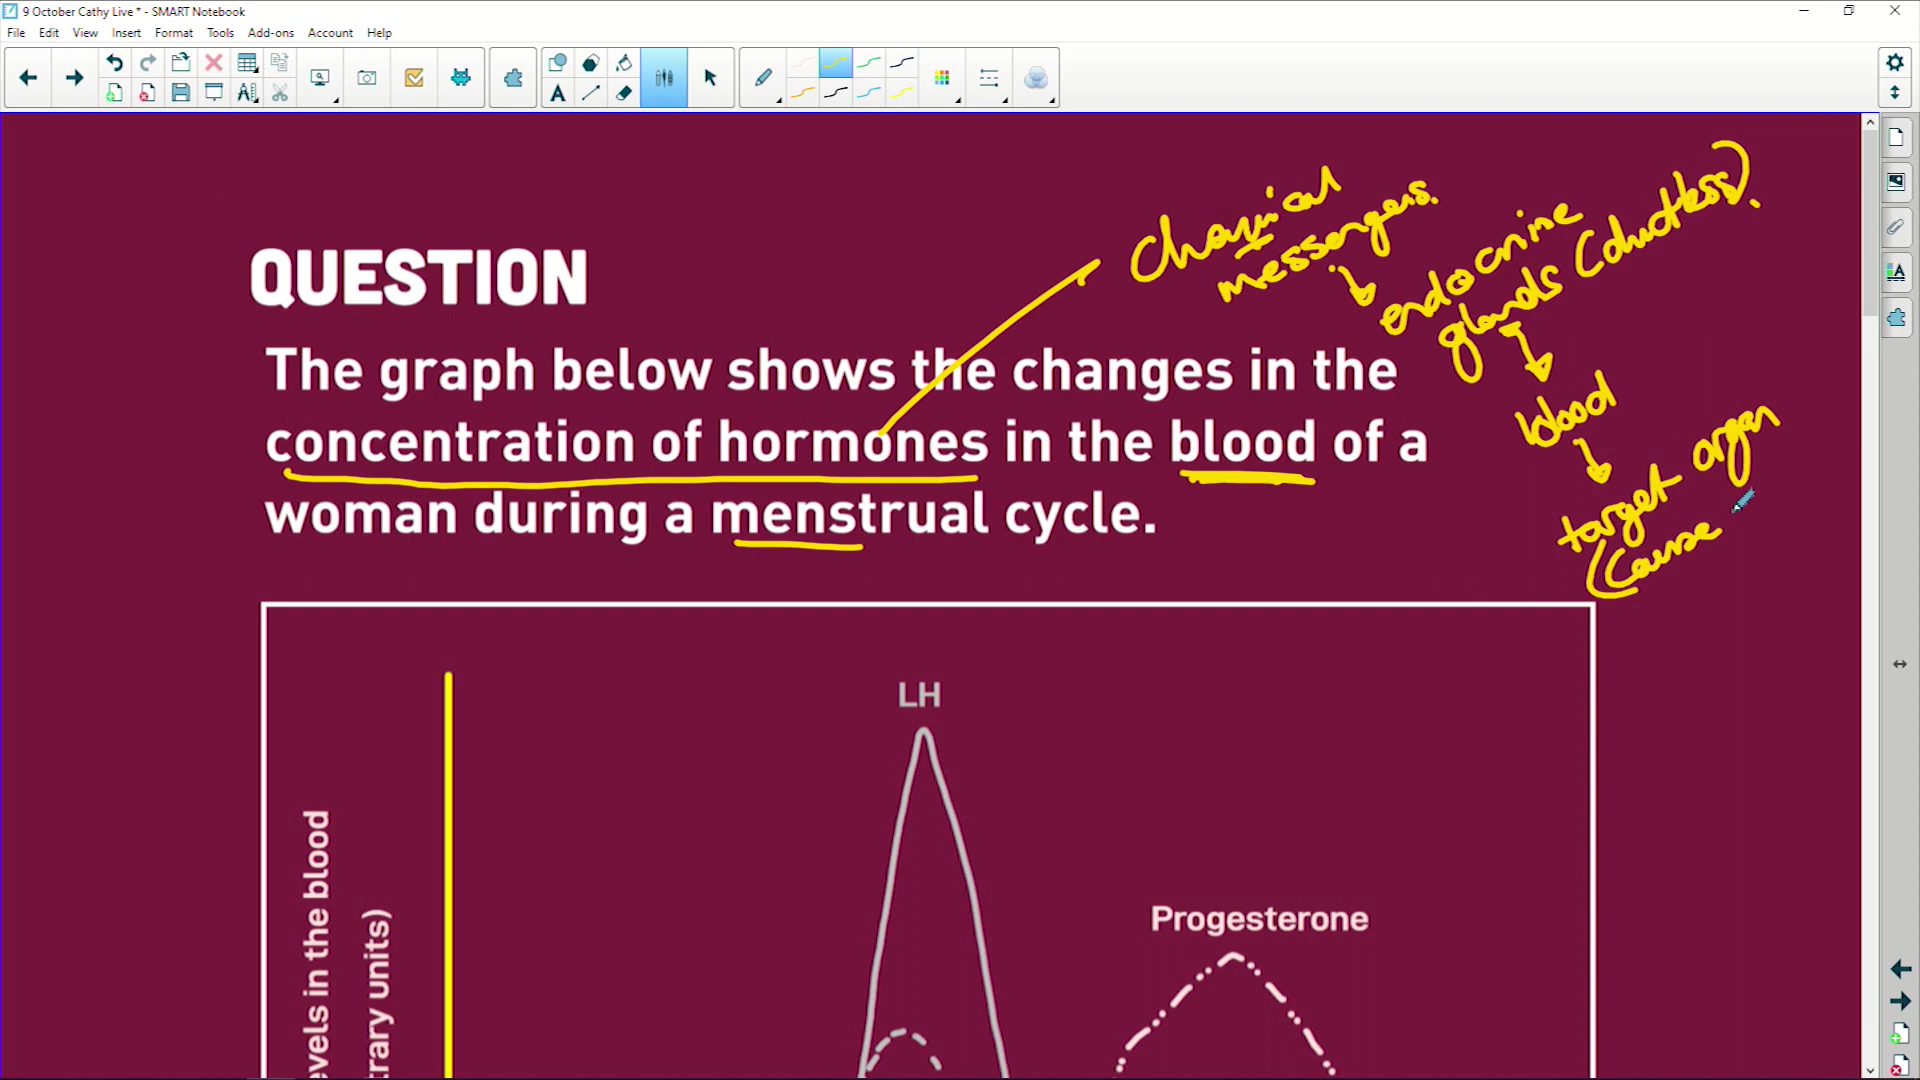 9 October Cathy Live * - SMART Notebook
File Edit View Insert Format Tools Add-ons Account Help
QUESTION
The graph below shows the changes in the
concentration of hormones in the blood of a
woman during a menstrual cycle.
chemical
messengers.
endocrine
glands (ductless).
blood
target organ
(cause
LH
Progesterone
evels in the blood
trary units)